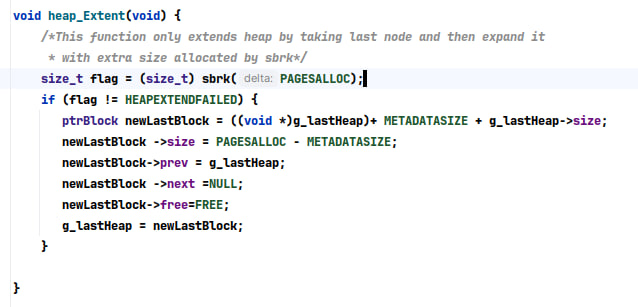 void heap_Extent(void) {
/*This function only extends heap by taking last node and then expand it
* with extra size allocated by sbrk*/
size_t flag = (size_t) sbrk( delta: PAGESALLOC);
if (flag != HEAPEXTENDFAILED) {
ptrBlock newLastBlock = ((void *)g_lastHeap)+ METADATASIZE + g_lastHeap->size;
newLastBlock ->size = PAGESALLOC - METADATASIZE;
newLastBlock->prev = g_lastHeap;
newLastBlock ->next =NULL;
newLastBlock->free=FREE;
g_lastHeap = newLastBlock;
}
}